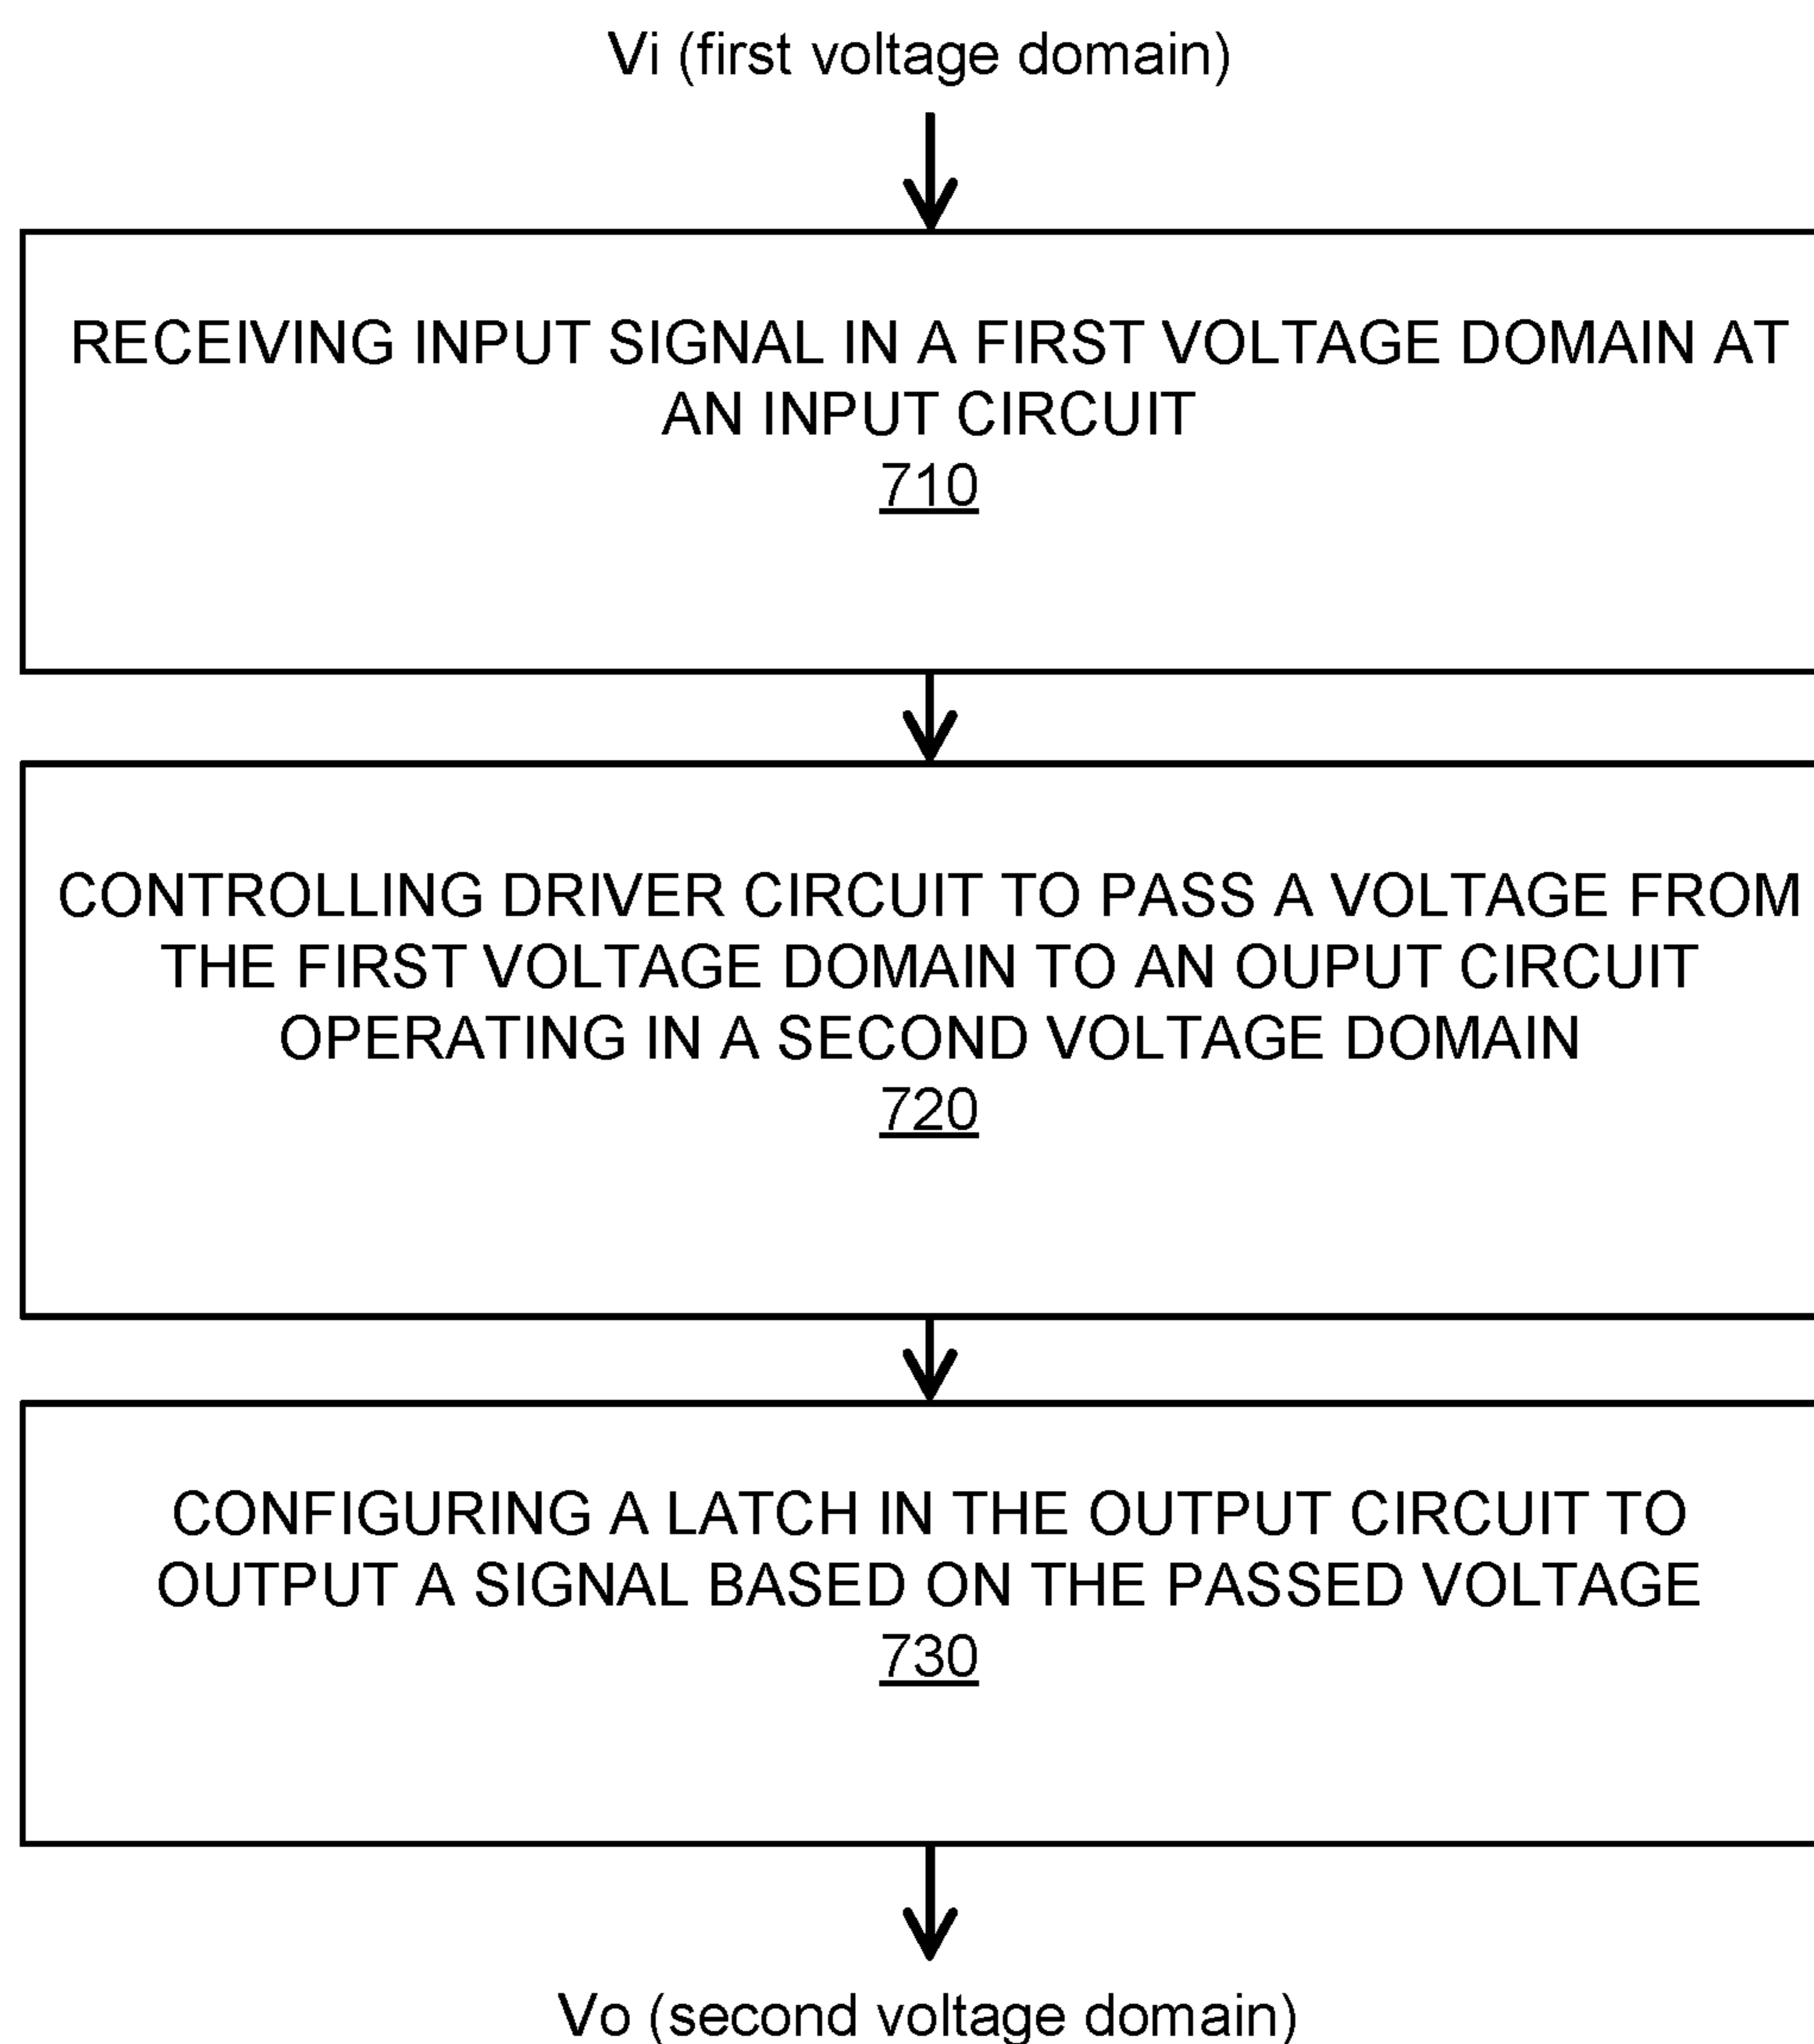 Vi (first voltage domain)
RECEIVING INPUT SIGNAL IN A FIRST VOLTAGE DOMAIN AT
AN INPUT CIRCUIT
710
CONTROLLING DRIVER CIRCUIT TO PASS A VOLTAGE FROM
THE FIRST VOLTAGE DOMAIN TO AN OUPUT CIRCUIT
OPERATING IN A SECOND VOLTAGE DOMAIN
720
CONFIGURING A LATCH IN THE OUTPUT CIRCUIT TO
OUTPUT A SIGNAL BASED ON THE PASSED VOLTAGE
730
Vo (second voltage domain)